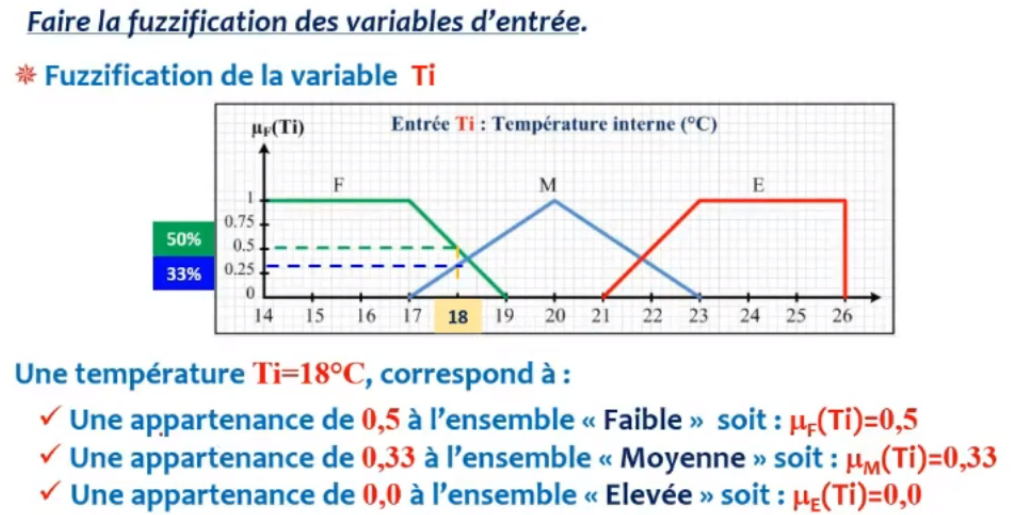 Faire la fuzzification des variables d'entrée.
✵ Fuzzification de la variable Ti
μF(Ti)
Entrée Ti : Température interne (°C)
F
M
E
1
0.75
50%
0.5
33%
0.25
0
14 15 16 17 18 19 20 21 22 23 24 25 26
Une température Ti=18°C, correspond à :
✓ Une appartenance de 0,5 à l'ensemble « Faible » soit : μF(Ti)=0,5
✓ Une appartenance de 0,33 à l'ensemble « Moyenne » soit : μM(Ti)=0,33
✓ Une appartenance de 0,0 à l'ensemble « Elevée » soit : μE(Ti)=0,0